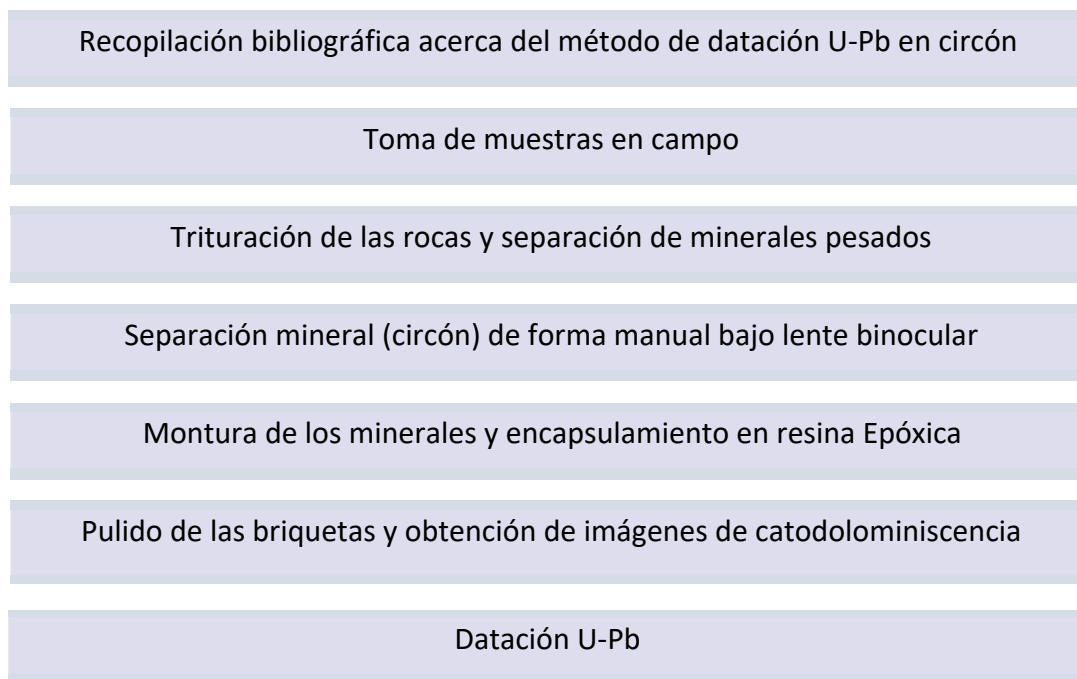 Recopilación bibliográfica acerca del método de datación U-Pb en circón
Toma de muestras en campo
Trituración de las rocas y separación de minerales pesados
Separación mineral (circón) de forma manual bajo lente binocular
Montura de los minerales y encapsulamiento en resina Epóxica
Pulido de las briquetas y obtención de imágenes de catodolominiscencia
Datación U-Pb